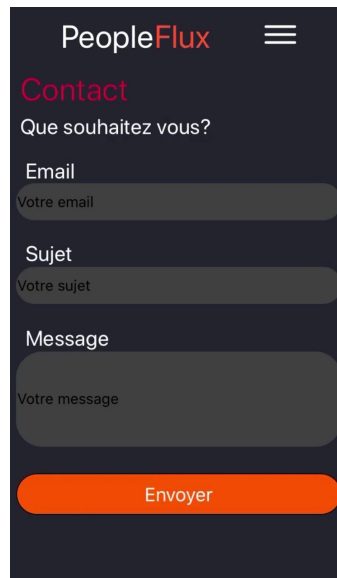 PeopleFlux
Contact
Que souhaitez vous?
Email
Votre email
Sujet
Votre sujet
Message
Votre message
Envoyer